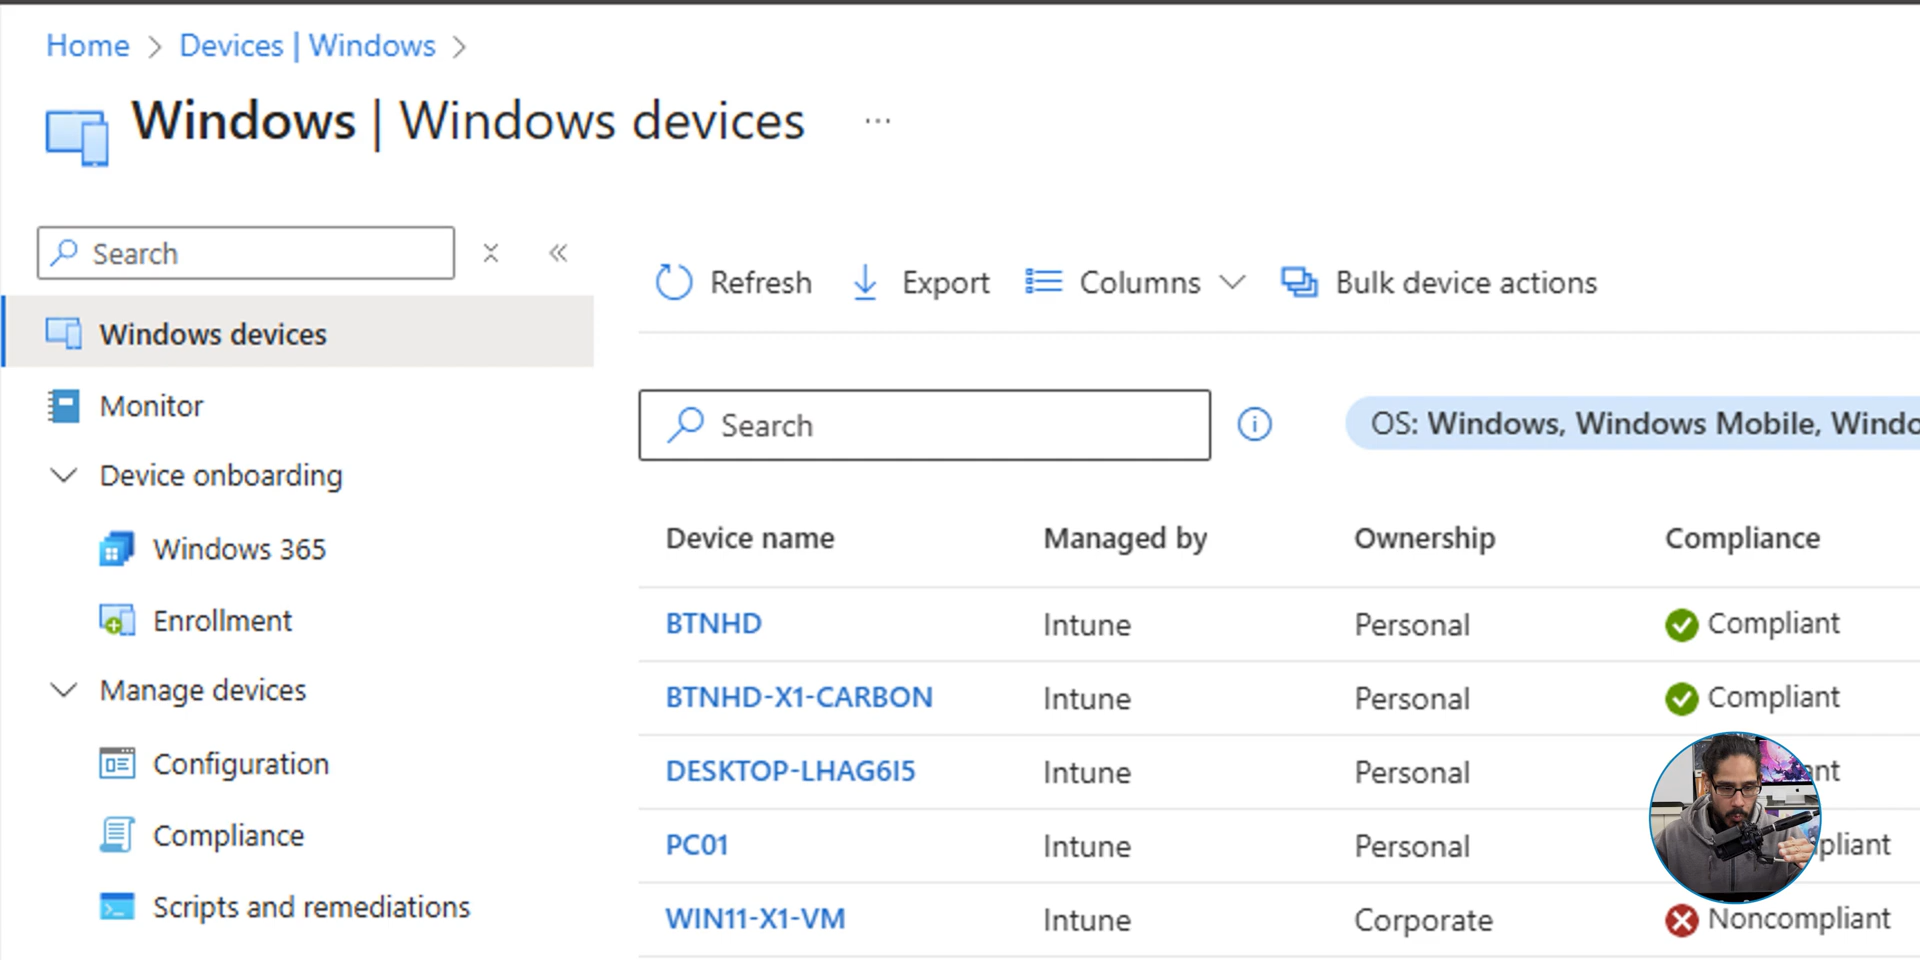 Home > Devices | Windows >
Windows | Windows devices ...
Search
Windows devices
Monitor
Device onboarding
Windows 365
Enrollment
Manage devices
Configuration
Compliance
Scripts and remediations
Refresh Export Columns Bulk device actions
Search
OS: Windows, Windows Mobile,
Device name Managed by Ownership Compliance
BTNHD Intune Personal Compliant
BTNHD-X1-CARBON Intune Personal Compliant
DESKTOP-LHAG6I5 Intune Personal
PC01 Intune Personal
WIN11-X1-VM Intune Corporate Noncompliant